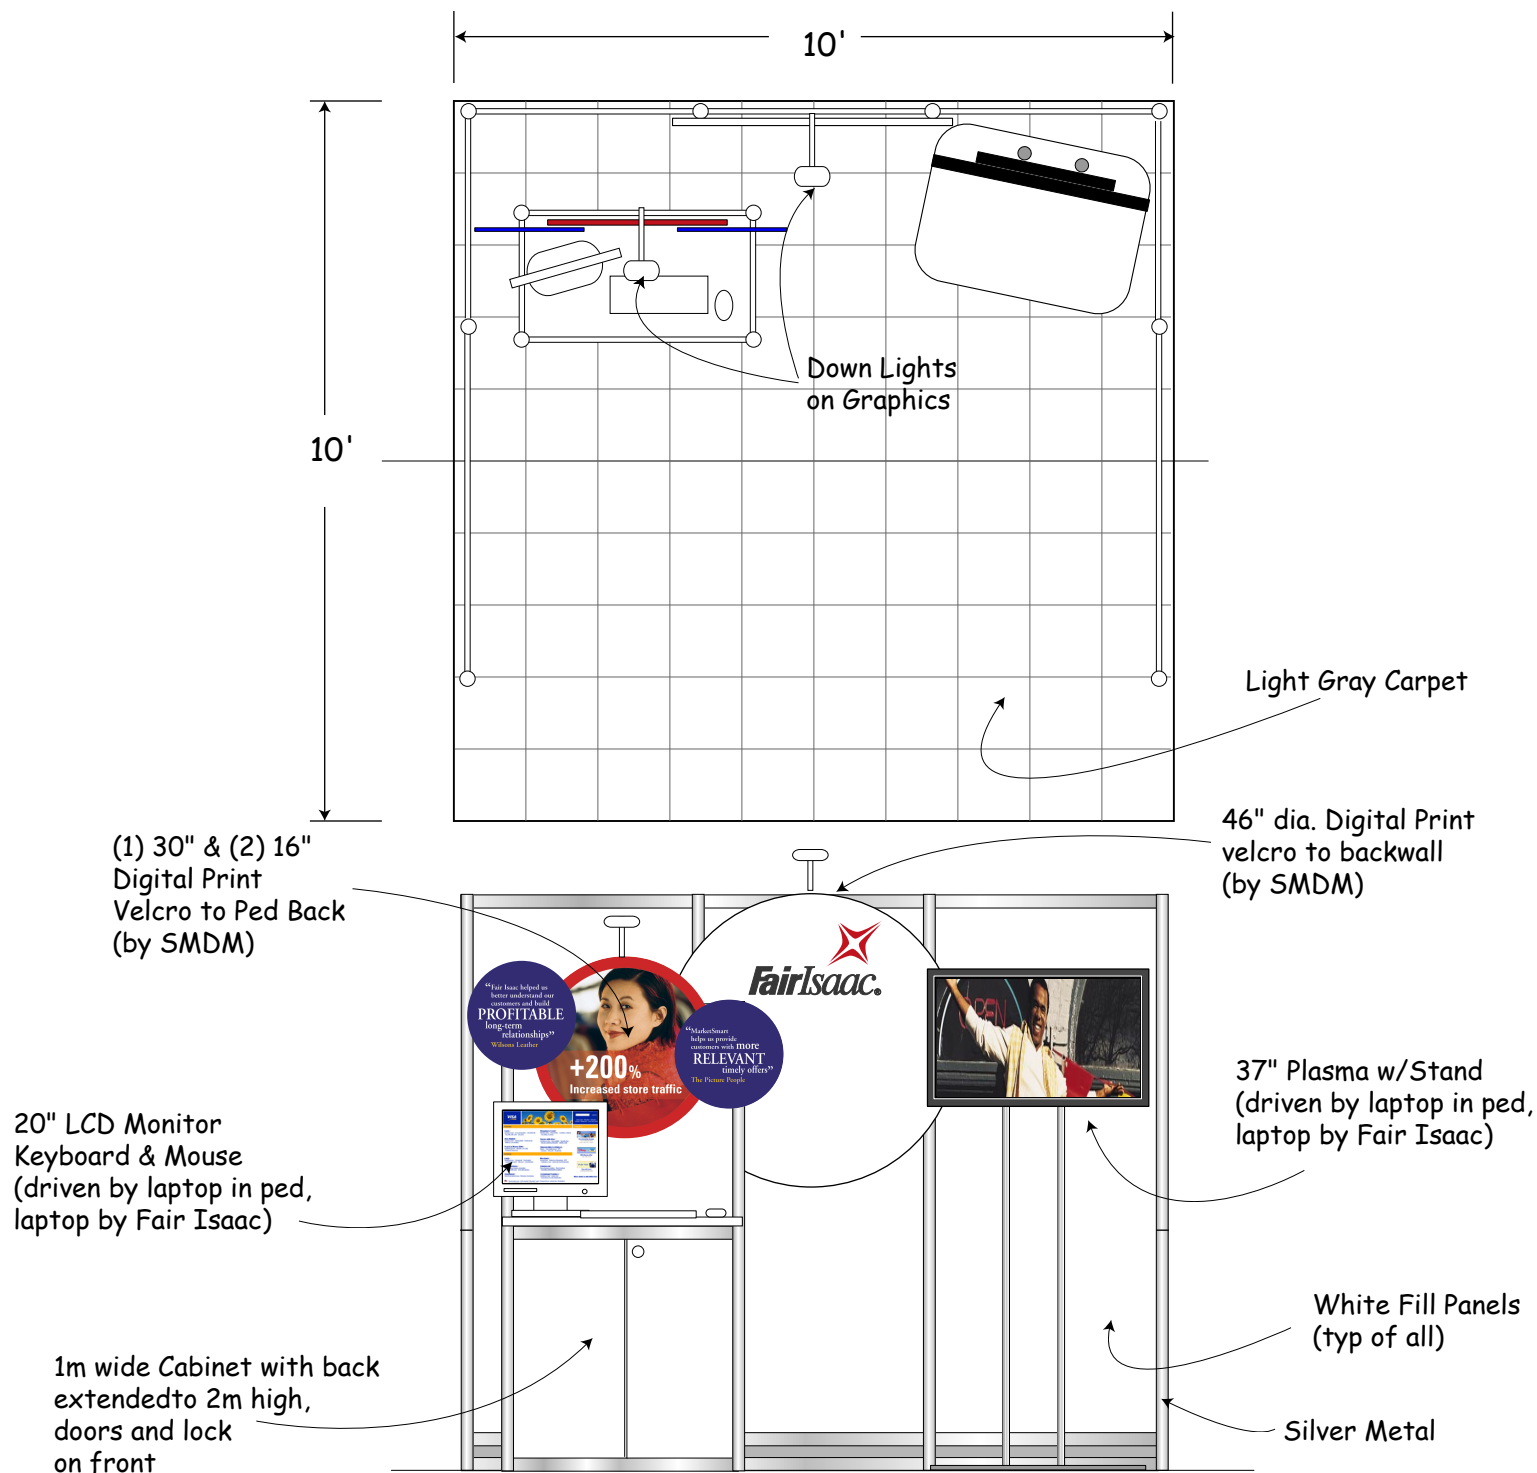 10'
10'
Down Lights
on Graphics
Light Gray Carpet
46" dia. Digital Print
velcro to backwall
(by SMDM)
(1) 30" & (2) 16"
Digital Print
Velcro to Ped Back
(by SMDM)
FairIsaac.
"Fair Isaac helped us
better understand our
customers and build
PROFITABLE
long-term
relationships"
Wilsons Leather
+200%
Increased store traffic
"MarketSmart
helps us provide
customers with more
RELEVANT
timely offers"
The Picture People
OPEN
VISA
20" LCD Monitor
Keyboard & Mouse
(driven by laptop in ped,
laptop by Fair Isaac)
37" Plasma w/Stand
(driven by laptop in ped,
laptop by Fair Isaac)
White Fill Panels
(typ of all)
1m wide Cabinet with back
extendedto 2m high,
doors and lock
on front
Silver Metal